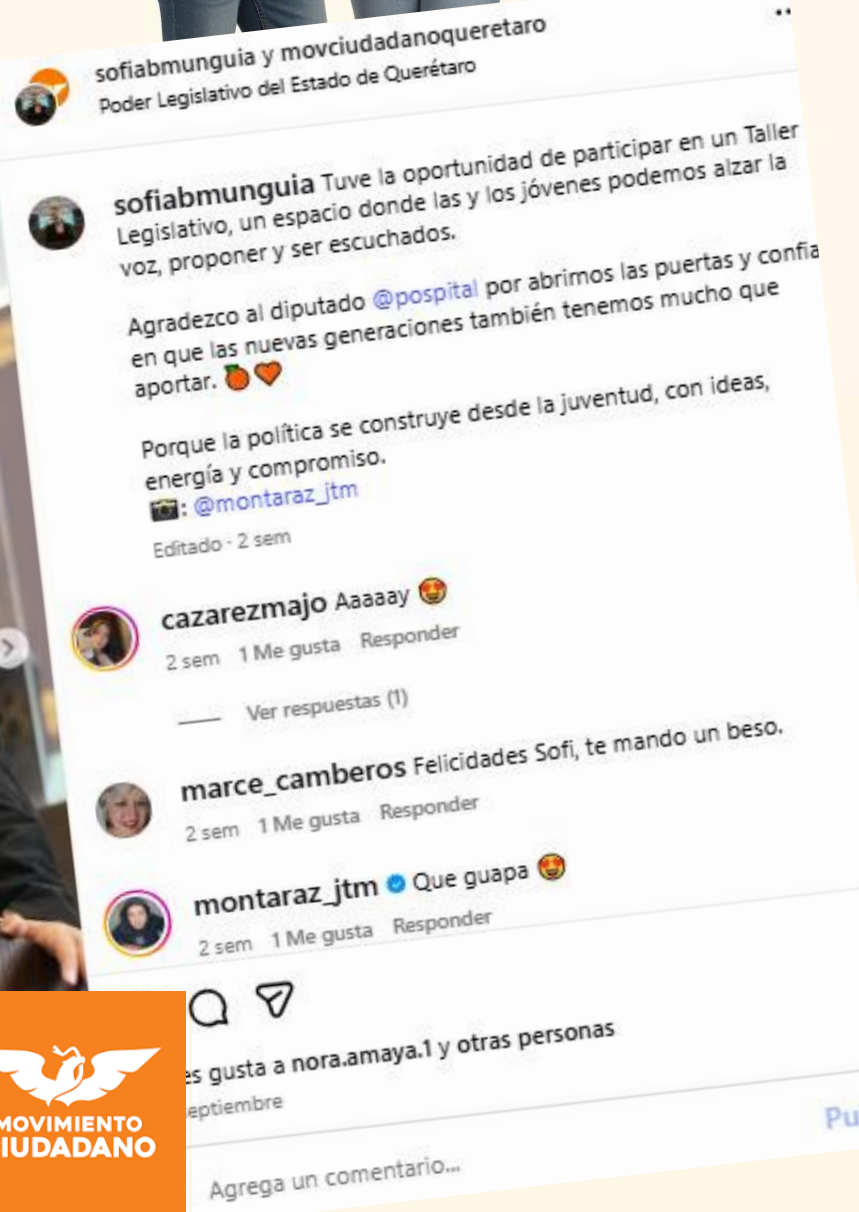 sofiabmunguia y movciudadanoqueretaro
Poder Legislativo del Estado de Querétaro
sofiabmunguia Tuve la oportunidad de participar en un Taller
Legislativo, un espacio donde las y los jóvenes podemos alzar la
voz, proponer y ser escuchados.
Agradezco al diputado @pospital por abrirnos las puertas y confia
en que las nuevas generaciones también tenemos mucho que
aportar. 🍊🧡
Porque la política se construye desde la juventud, con ideas,
energía y compromiso.
📷: @montaraz_jtm
Editado · 2 sem
cazarezmajo Aaaaay 😍
2 sem 1 Me gusta Responder
Ver respuestas (1)
marce_camberos Felicidades Sofi, te mando un beso.
2 sem 1 Me gusta Responder
montaraz_jtm Que guapa 😍
2 sem 1 Me gusta Responder
es gusta a nora.amaya.1 y otras personas
eptiembre
Pu
Agrega un comentario...
MOVIMIENTO
CIUDADANO